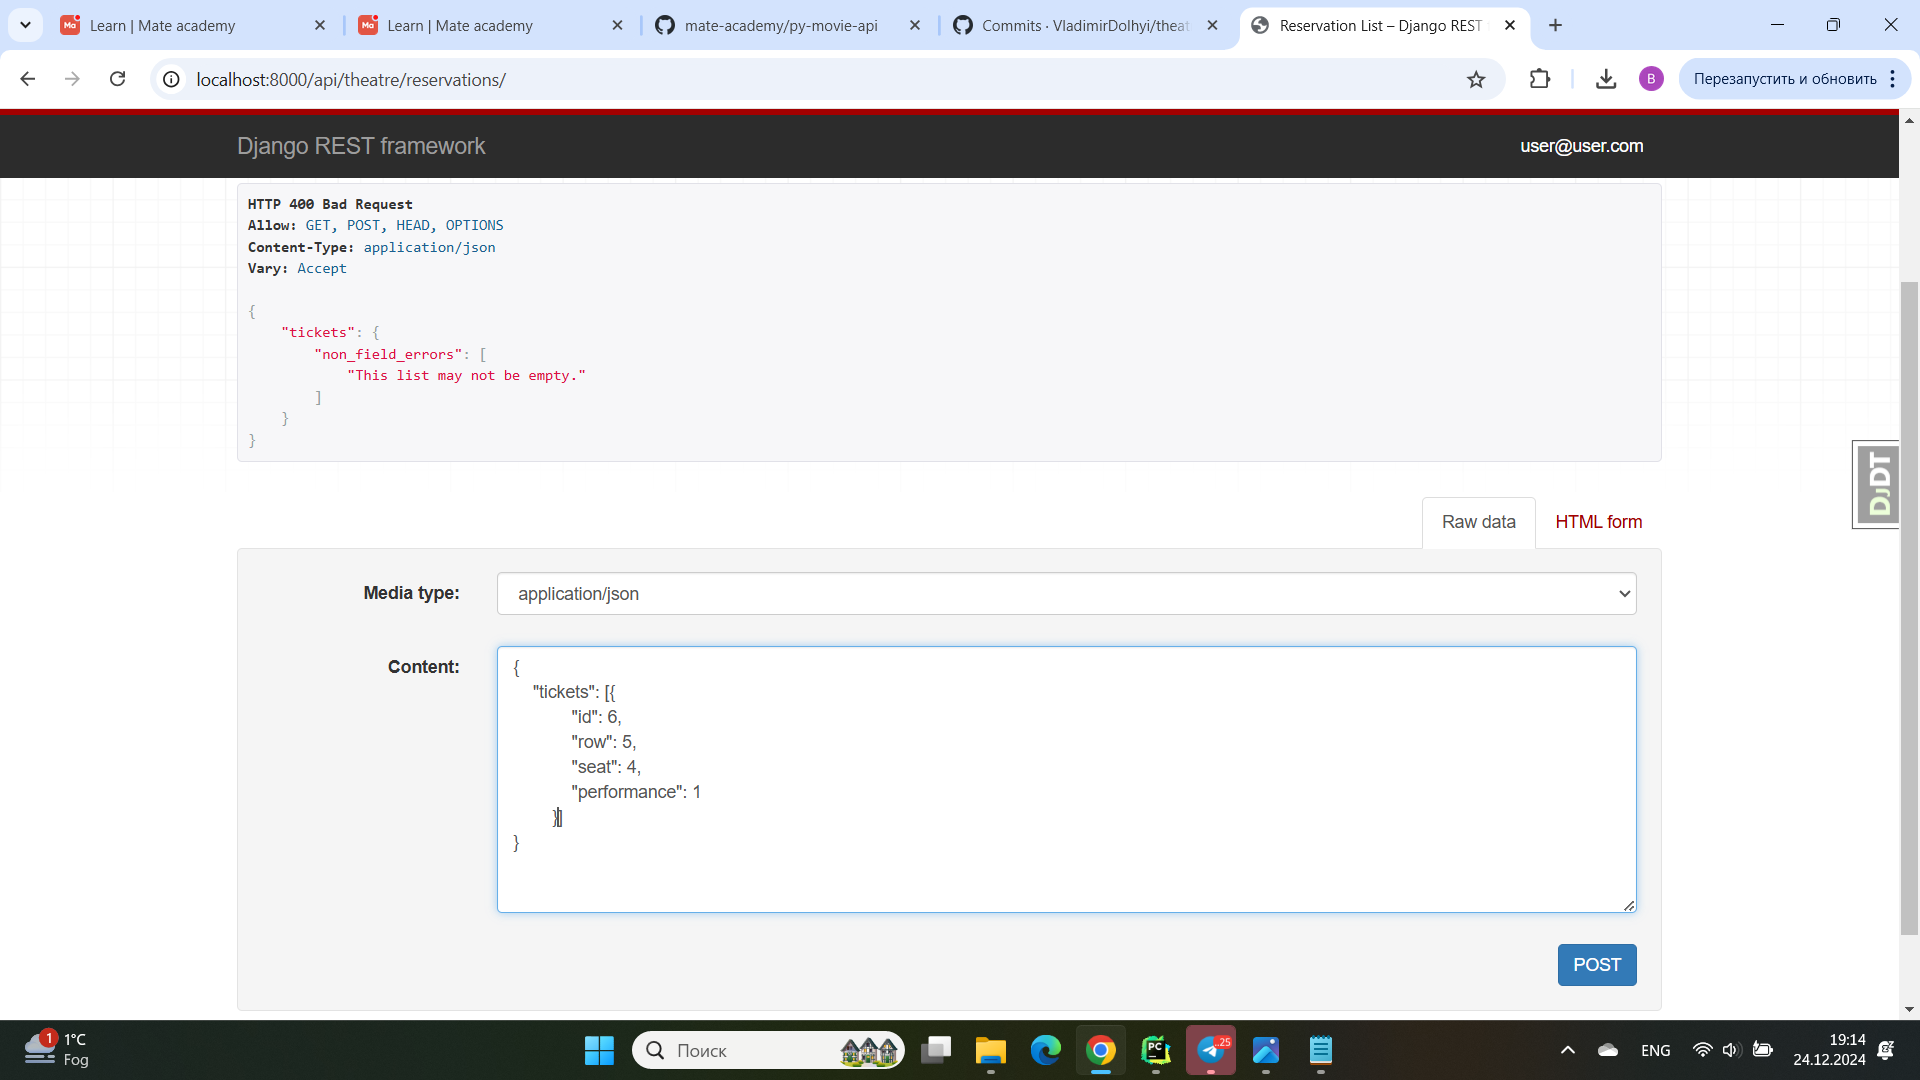 Learn | Mate academy
Learn | Mate academy
mate-academy/py-movie-api
Commits · VladimirDolhyi/theat
Reservation List – Django REST
localhost:8000/api/theatre/reservations/
B
Перезапустить и обновить
Django REST framework
user@user.com
HTTP 400 Bad Request
Allow: GET, POST, HEAD, OPTIONS
Content-Type: application/json
Vary: Accept
{
"tickets": {
"non_field_errors": [
"This list may not be empty."
]
}
}
DJDT
Raw data
HTML form
Media type:
application/json
Content:
{
"tickets": [{
"id": 6,
"row": 5,
"seat": 4,
"performance": 1
}]
}
POST
1
1°C
Fog
Поиск
PC
.25
ENG
19:14
24.12.2024